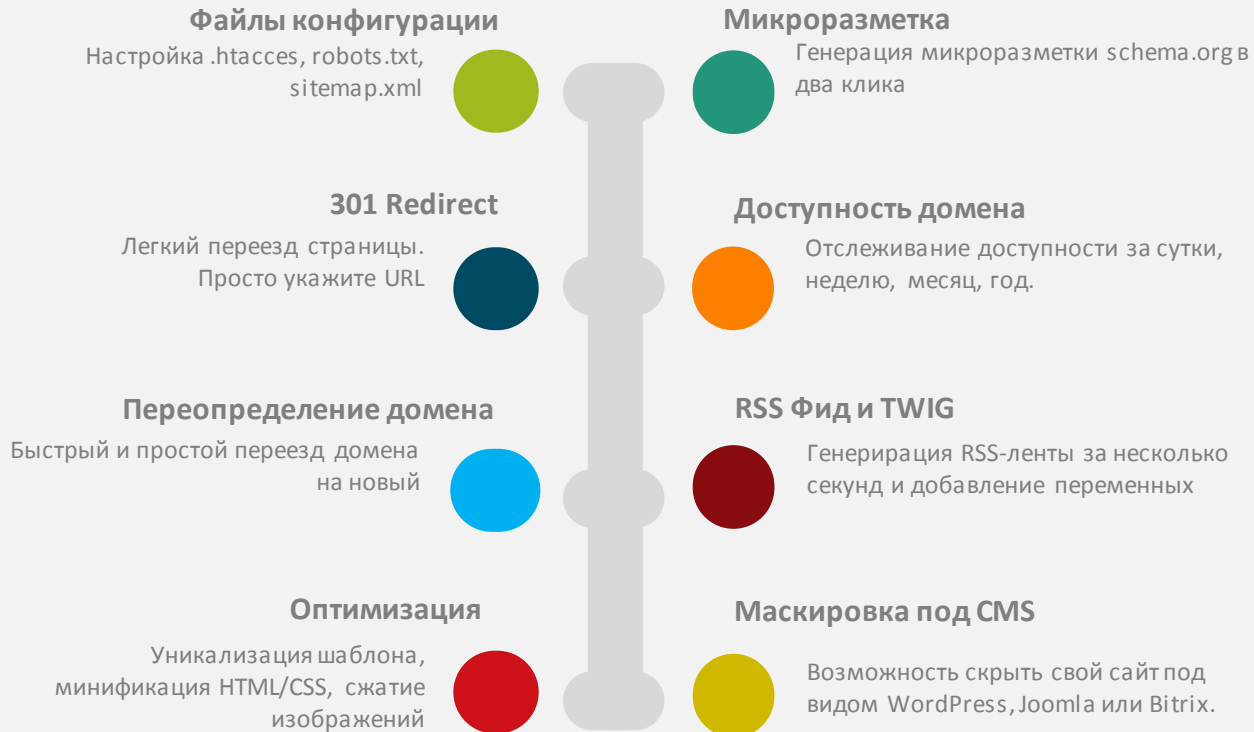 Файлы конфигурации
Настройка .htacces, robots.txt,
sitemap.xml
Микроразметка
Генерация микроразметки schema.org в
два клика
301 Redirect
Легкий переезд страницы.
Просто укажите URL
Доступность домена
Отслеживание доступности за сутки,
неделю, месяц, год.
Переопределение домена
Быстрый и простой переезд домена
на новый
RSS Фид и TWIG
Генерирация RSS-ленты за несколько
секунд и добавление переменных
Оптимизация
Уникализация шаблона,
минификация HTML/CSS, сжатие
изображений
Маскировка под CMS
Возможность скрыть свой сайт под
видом WordPress, Joomla или Bitrix.